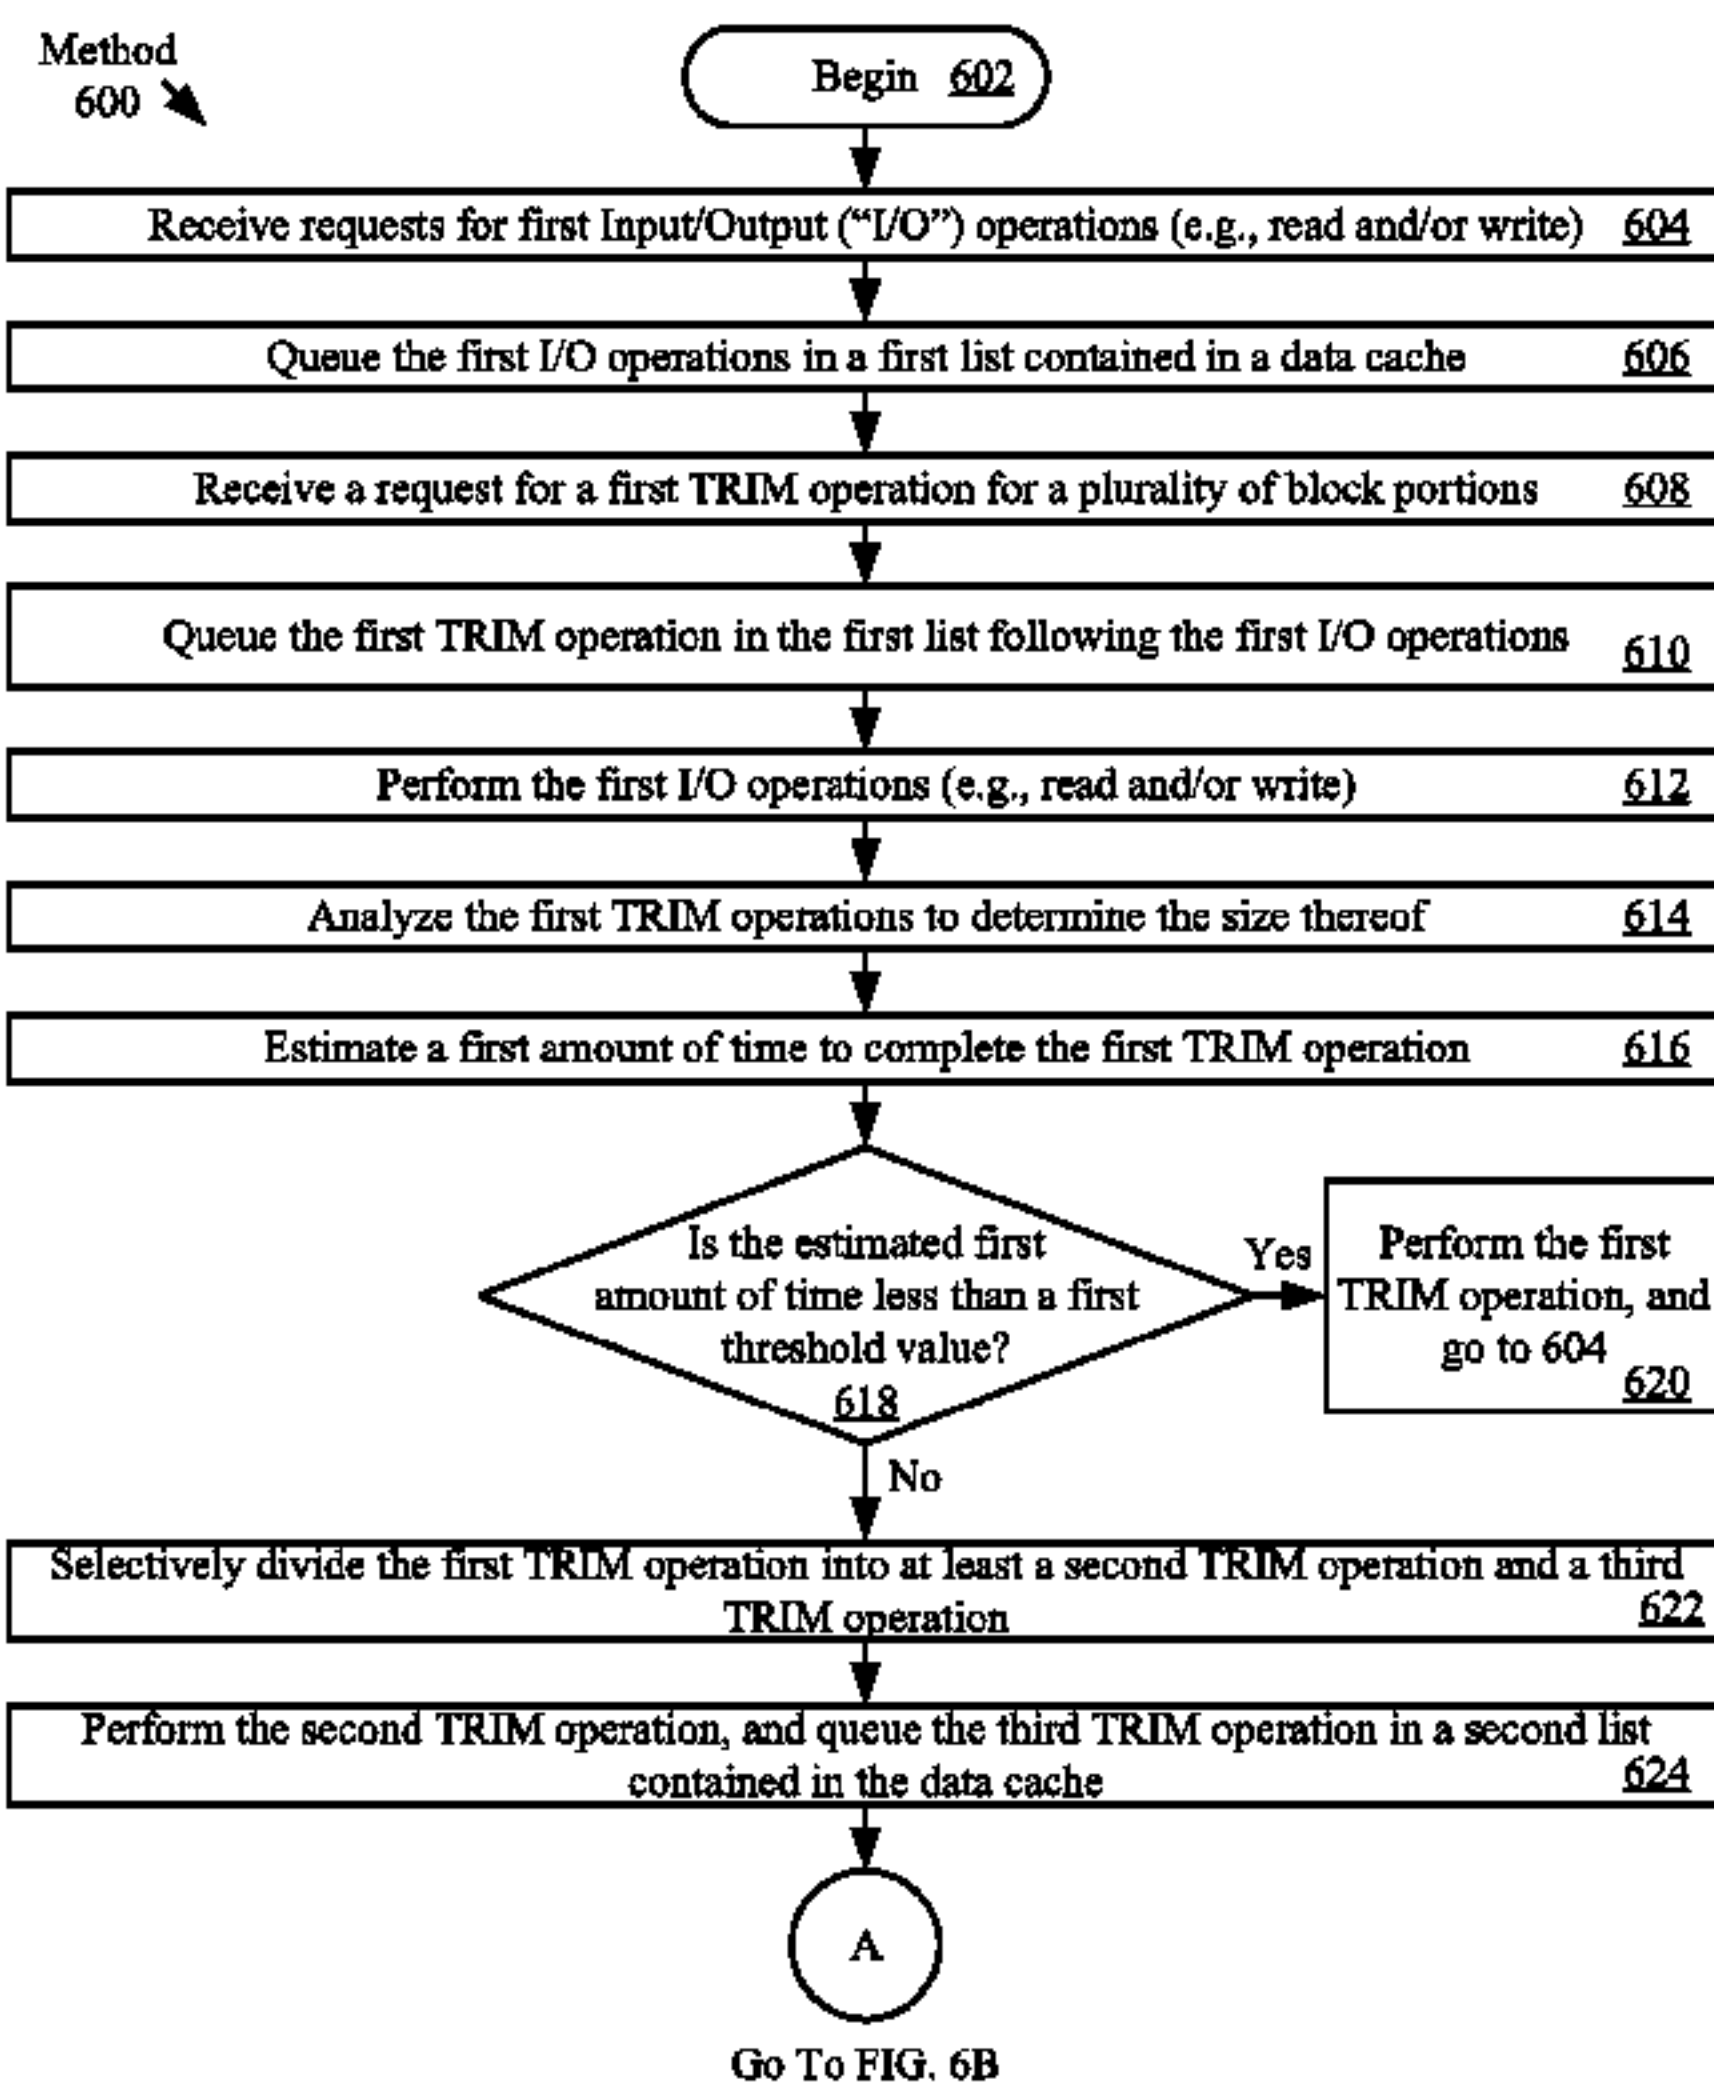 Method
600
Begin 602
Receive requests for first Input/Output (“I/O”) operations (e.g., read and/or write) 604
Queue the first I/O operations in a first list contained in a data cache 606
Receive a request for a first TRIM operation for a plurality of block portions 608
Queue the first TRIM operation in the first list following the first I/O operations
610
Perform the first I/O operations (e.g., read and/or write) 612
Analyze the first TRIM operations to determine the size thereof 614
Estimate a first amount of time to complete the first TRIM operation 616
Is the estimated first
amount of time less than a first
threshold value?
618
Yes
Perform the first
TRIM operation, and
go to 604
620
No
Selectively divide the first TRIM operation into at least a second TRIM operation and a third
TRIM operation 622
Perform the second TRIM operation, and queue the third TRIM operation in a second list
contained in the data cache 624
A
Go To FIG. 6B